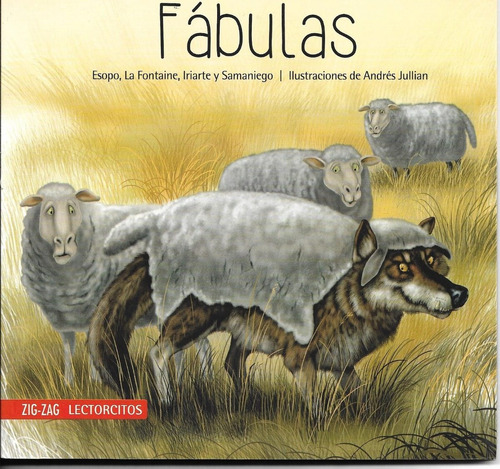 Fábulas
Esopo, La Fontaine, Iriarte y Samaniego | Ilustraciones de Andrés Jullian
ZIG-ZAG LECTORCITOS